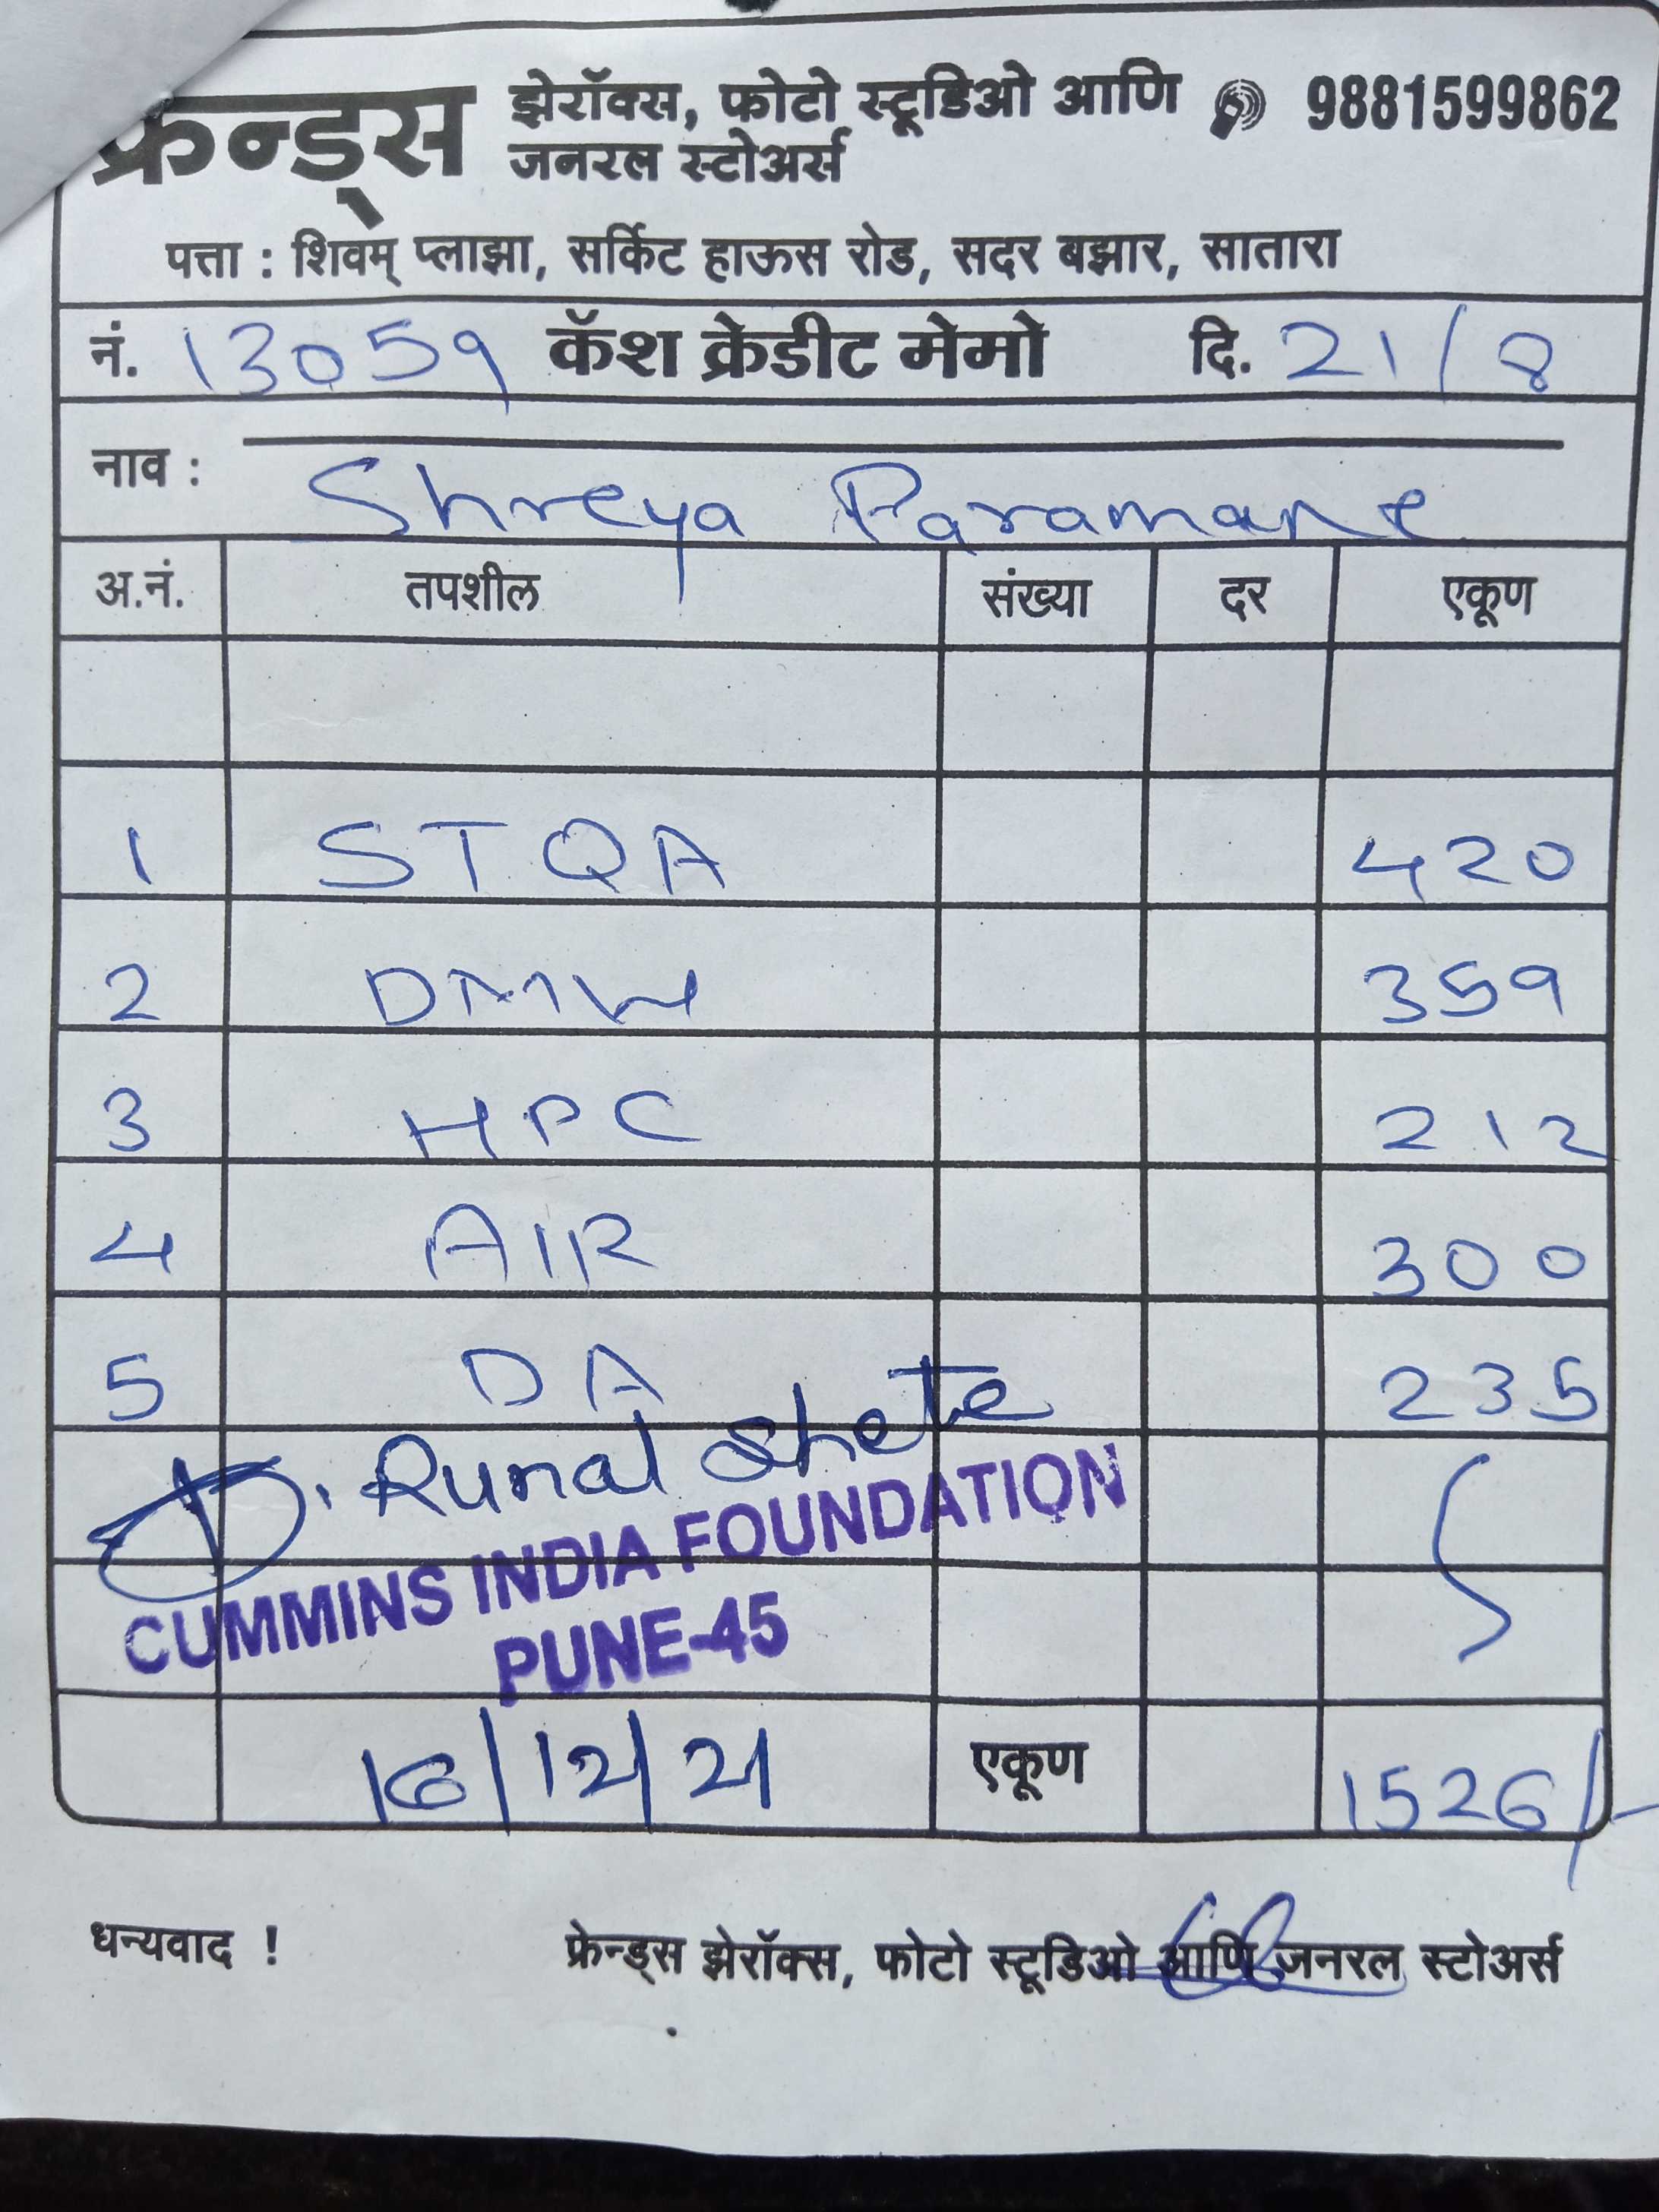 फ्रेन्ड्स झेरॉक्स, फोटो स्टूडिओ आणि 9881599862
जनरल स्टोअर्स
पत्ता : शिवम् प्लाझा, सर्किट हाऊस रोड, सदर बझार, सातारा
नं. 13059 कॅश क्रेडीट मेमो दि. 21/8
नाव : Shreya Paramane
अ.नं. तपशील संख्या दर एकूण
1 STQA 420
2 DMW 359
3 HPC 212
4 AIR 300
5 DA 235
Runal Shete
CUMMINS INDIA FOUNDATION
PUNE-45
16/12/21 एकूण 1526/-
धन्यवाद ! फ्रेन्ड्स झेरॉक्स, फोटो स्टूडिओ आणि जनरल स्टोअर्स